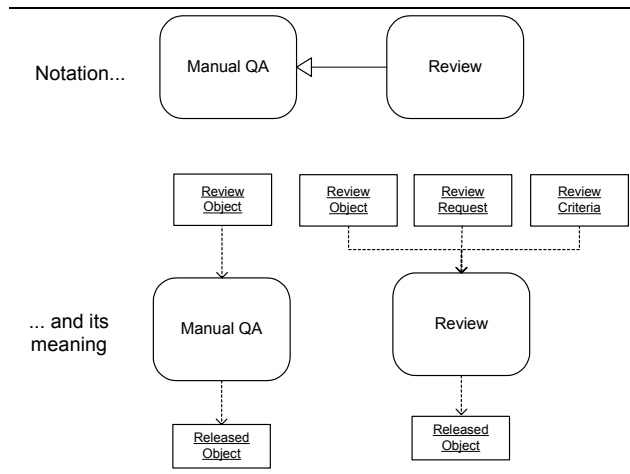 Notation...
Manual QA
Review
Review
Object
Review
Object
Review
Request
Review
Criteria
... and its
meaning
Manual QA
Review
Released
Object
Released
Object